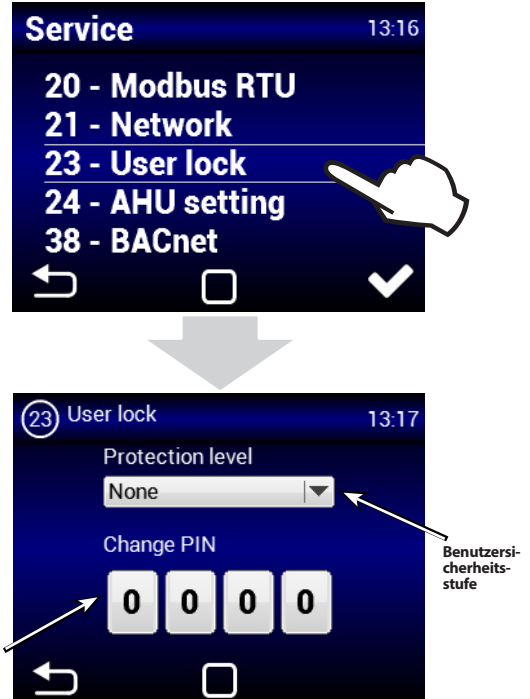 Service 13:16
20 - Modbus RTU
21 - Network
23 - User lock
24 - AHU setting
38 - BACnet
23 User lock 13:17
Protection level
None
Change PIN
0 0 0 0
Benutzersi-
cherheits-
stufe